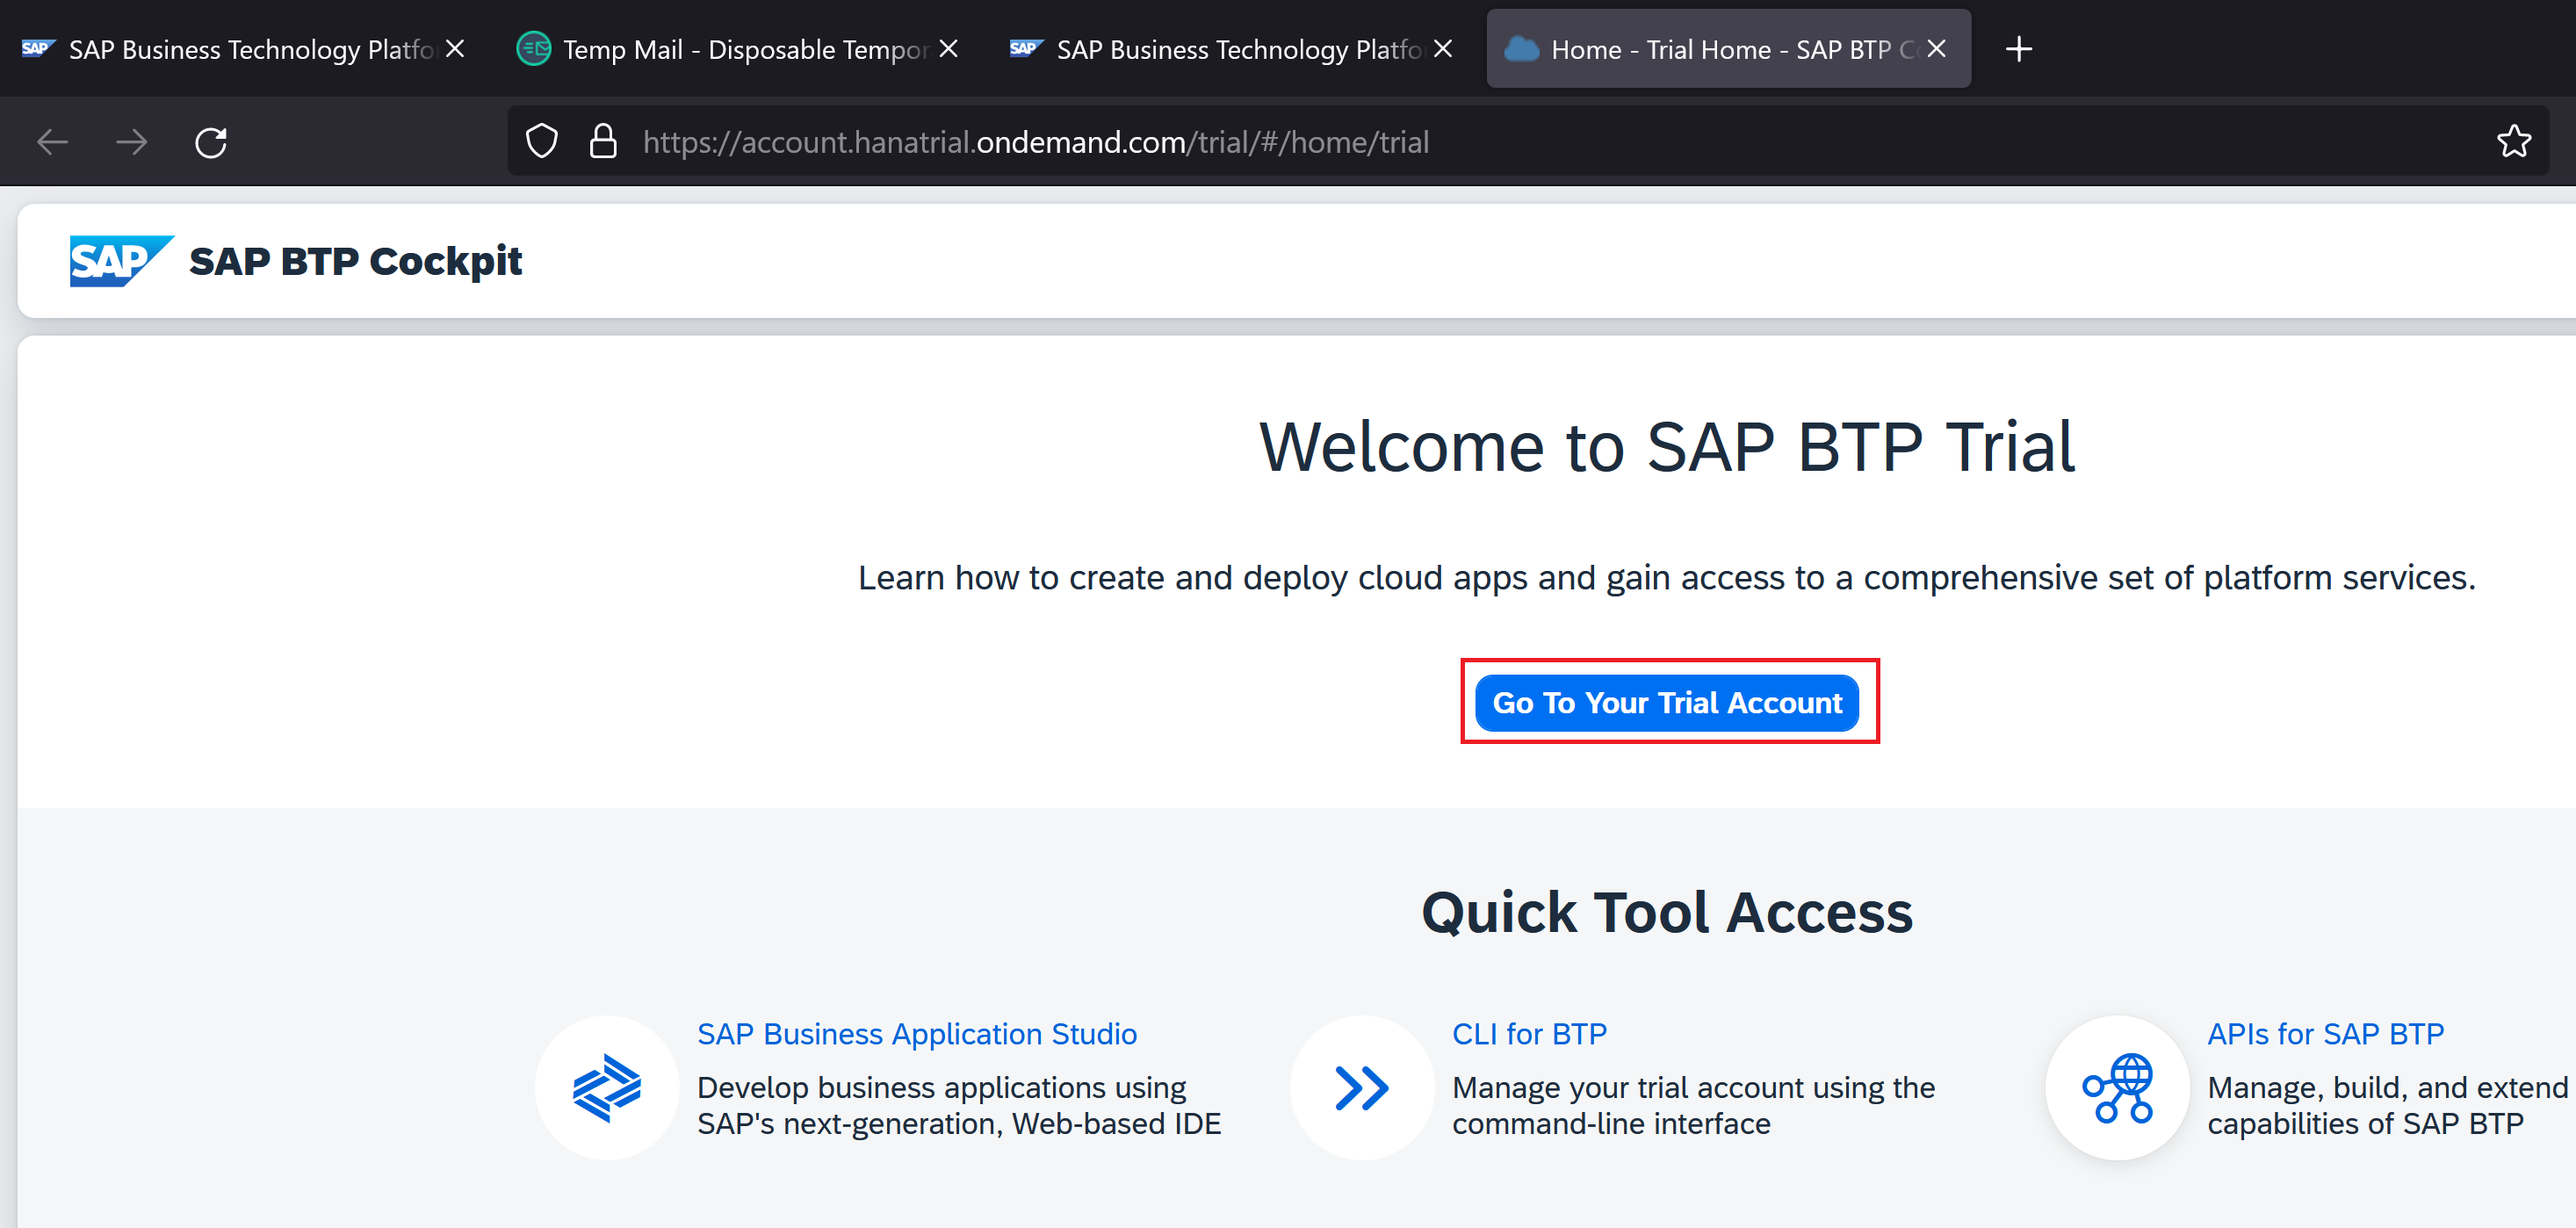 SAP Business Technology Platfo
Temp Mail - Disposable Tempor
SAP Business Technology Platfo
Home - Trial Home - SAP BTP C
https://account.hanatrial.ondemand.com/trial/#/home/trial
SAP SAP BTP Cockpit
Welcome to SAP BTP Trial
Learn how to create and deploy cloud apps and gain access to a comprehensive set of platform services.
Go To Your Trial Account
Quick Tool Access
SAP Business Application Studio
Develop business applications using
SAP's next-generation, Web-based IDE
CLI for BTP
Manage your trial account using the
command-line interface
APIs for SAP BTP
Manage, build, and extend
capabilities of SAP BTP